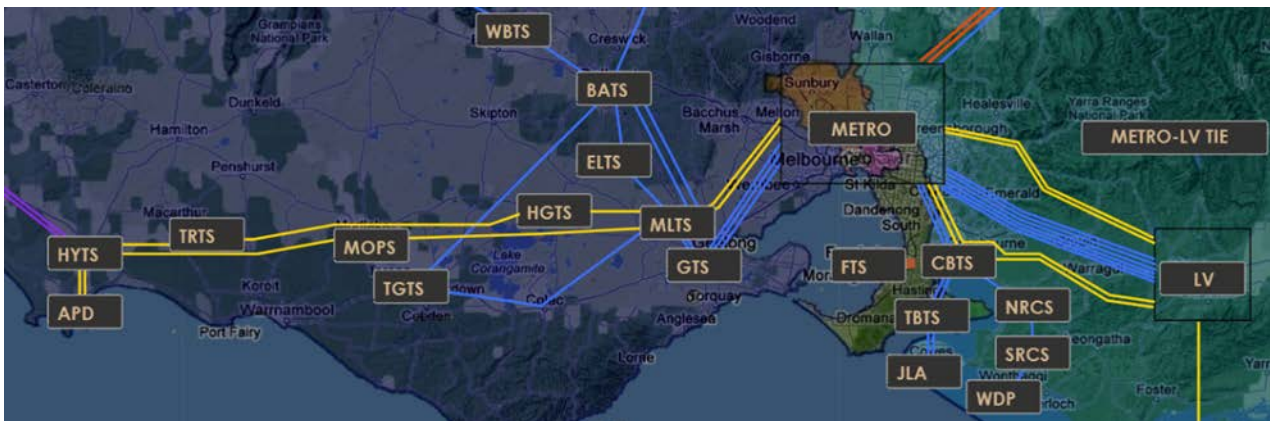 WBTS
Creswick
Woodend
Wallan
Grampians
National Park
Gisborne
Casterton
Coleraine
BATS
Sunbury
Healesville
Dunkeld
Skipton
Bacchus
Marsh
Melton
Yarra Ranges
National Park
Hamilton
METRO
METRO-LV TIE
Penshurst
ELTS
Melbourne
St Kilda
Emerald
Macarthur
HGTS
Dandenong
South
TRTS
MOPS
MLTS
HYTS
Lake
Corangamite
GTS
FTS
CBTS
LV
TGTS
Koroit
Colac
Torquay
Hastings
APD
Warrnambool
Port Fairy
Anglesea
Dromana
TBTS
NRCS
Lorne
Cowes
SRCS
JLA
Wonthaggi
Foster
WDP